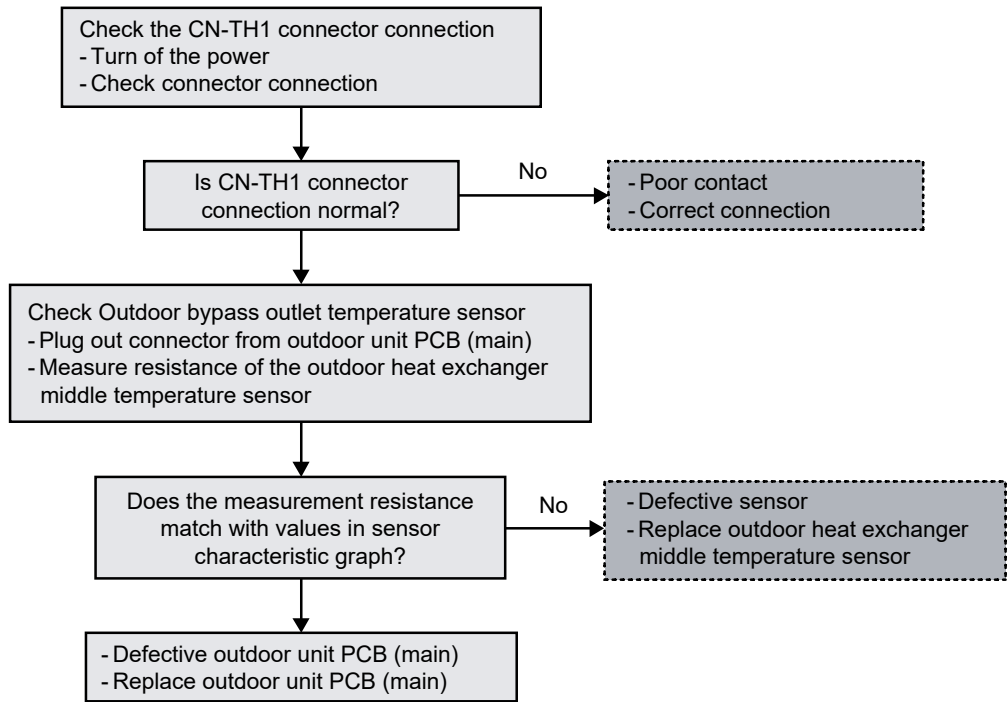 Check the CN-TH1 connector connection
- Turn of the power
- Check connector connection
Is CN-TH1 connector
connection normal?
No
- Poor contact
- Correct connection
Check Outdoor bypass outlet temperature sensor
- Plug out connector from outdoor unit PCB (main)
- Measure resistance of the outdoor heat exchanger
middle temperature sensor
Does the measurement resistance
match with values in sensor
characteristic graph?
No
- Defective sensor
- Replace outdoor heat exchanger
middle temperature sensor
- Defective outdoor unit PCB (main)
- Replace outdoor unit PCB (main)